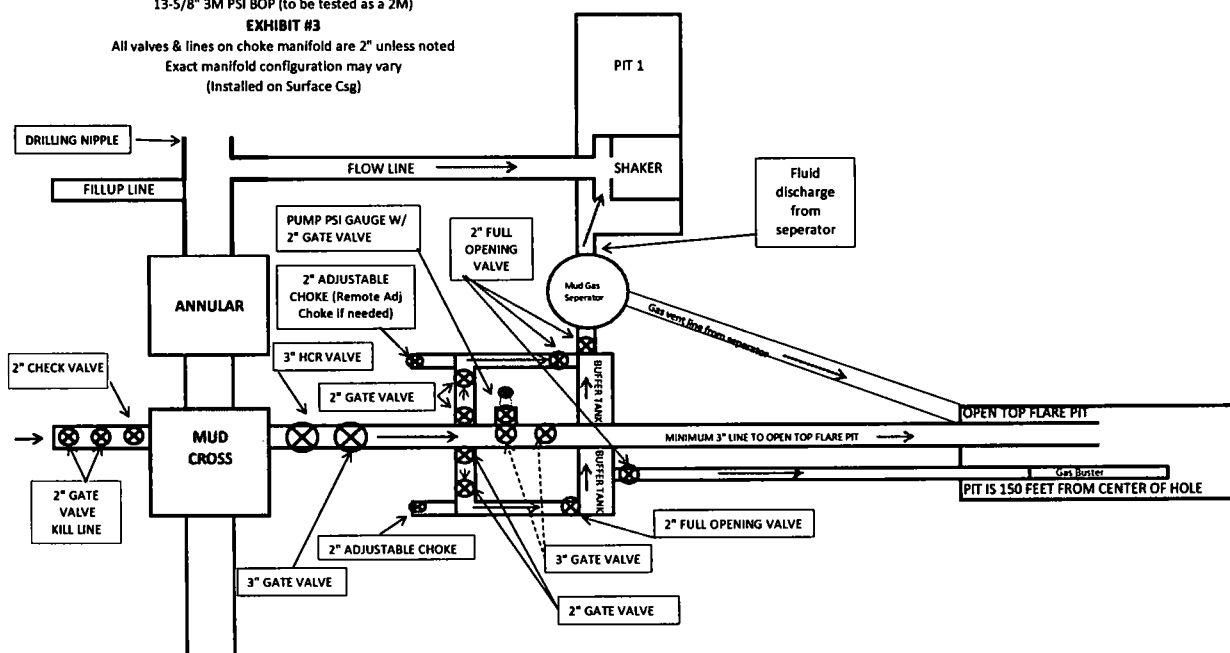 13-5/8" 3M PSI BOP (to be tested as a 2M)
EXHIBIT #3
All valves & lines on choke manifold are 2" unless noted
Exact manifold configuration may vary
(Installed on Surface Csg)
PIT 1
DRILLING NIPPLE
FLOW LINE
SHAKER
FILLUP LINE
Fluid
discharge
from
seperator
PUMP PSI GAUGE W/
2" GATE VALVE
2" FULL
OPENING
VALVE
2" ADJUSTABLE
CHOKE (Remote Adj
Choke if needed)
Mud Gas
Seperator
ANNULAR
Gas vent line from separator
3" HCR VALVE
2" CHECK VALVE
2" GATE VALVE
BUFFER TANK
OPEN TOP FLARE PIT
MUD
CROSS
MINIMUM 3" LINE TO OPEN TOP FLARE PIT
BUFFER TANK
Gas Buster
PIT IS 150 FEET FROM CENTER OF HOLE
2" GATE
VALVE
KILL LINE
2" FULL OPENING VALVE
2" ADJUSTABLE CHOKE
3" GATE VALVE
3" GATE VALVE
2" GATE VALVE